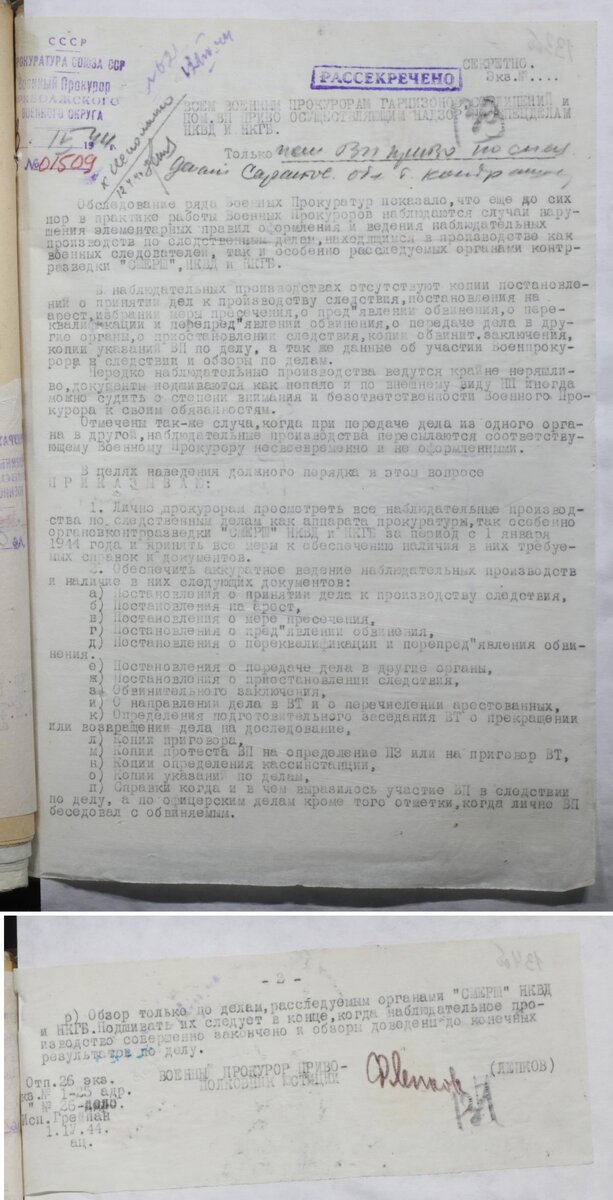 СССР
ПРОКУРАТУРА СОЮЗА ССР
Военный Прокурор
ПРИВОЛЖСКОГО
ВОЕННОГО ОКРУГА
№ 01509
РАССЕКРЕЧЕНО
СЕКРЕТНО.
Экз.№....
ВСЕМ ВОЕННЫМ ПРОКУРОРАМ ГАРНИЗОНОВ, СОЕДИНЕНИЙ и
ПОМ.ВП ПРИВО ОСУЩЕСТВЛЯЮЩИМ НАДЗОР ПО СПЕЦДЕЛАМ
НКВД и НКГБ.
Только пом ВП ПриВО по спец
делам
к исполнению
Обследование ряда Военных Прокуратур показало,что еще до сих
пор в практике работы Военных Прокуроров наблюдаются случаи нару-
шения элементарных правил оформления и ведения наблюдательных
производств по следственным делам,находящимся в производстве как
военных следователей, так и особенно расследуемых органами контр-
разведки "СМЕРШ",НКВД и НКГБ.
В наблюдательных производствах отсутствуют копии постановле-
ний о принятии дел к производству следствия,постановления на
арест,избрании меры пресечения,о пред"явлении обвинения,о пере-
квалификации и перепред"явлении обвинения,о передаче дела в дру-
гие органы,о приостановлении следствия,копии обвинит.заключения,
копии указаний ВП по делу, а так же данные об участии Военпроку-
рора в следствии и обзоры по делам.
Нередко наблюдательные производства ведутся крайне неряшли-
во,документы подшиваются как попало и по внешнему виду НП иногда
можно судить о степени внимания и безответственности Военного Про-
курора к своим обязанностям.
Отмечены так-же случа,когда при передаче дела из одного орга-
на в другой,наблюдательные производства пересылаются соответству-
ющему Военному Прокурору несвоевременно и не оформленными.
В целях наведения должного порядка в этом вопросе
П Р И К А З Ы В А Ю:
1. Лично прокурорам просмотреть все наблюдательные производ-
ства по следственным делам как аппарата прокуратуры,так особенно
органовконтрразведки "СМЕРШ" НКВД и НКГБ за период с 1 января
1944 года и принять все меры к обеспечению наличия в них требуе-
мых справок и документов.
2. Обеспечить аккуратное ведение наблюдательных производств
и наличие в них следующих документов:
а) Постановления о принятии дела к производству следствия,
б) Постановления на арест,
в) Постановления о мере пресечения,
г) Постановления о пред"явлении обвинения,
д) Постановления о переквалификации и перепред"явления обви-
нения.
е) Постановления о передаче дела в другие органы,
ж) Постановления о приостановлении следствия,
з) Обвинительного заключения,
и) О направлении дела в ВТ и о перечислении арестованных,
к) Определения подготовительного заседания ВТ о прекращении
или возвращении дела на доследование,
л) Копии приговора,
м) Копии протеста ВП на определение ПЗ или на приговор ВТ,
н) Копии определения кассинстанции,
о) Копии указаний по делам,
п) Справки когда и в чем выразилось участие ВП в следствии
по делу, а по офицерским делам кроме того отметки,когда лично ВП
беседовал с обвиняемым.
- 2 -
р) Обзор только по делам,расследуемым органами "СМЕРШ" НКВД
и НКГБ.Подшивать их следует в конце,когда наблюдательное про-
изводство совершенно закончено и обзоры доведены до конечных
результатов по делу.
ВОЕННЫЙ ПРОКУРОР ПРИВО-
ПОЛКОВНИК ЮСТИЦИИ
(ЛЕПКОВ)
Отп.26 экз.
кз.№ 1-25 адр.
" № 26-дело.
Исп.Грейпан
1.IУ.44.
ац.